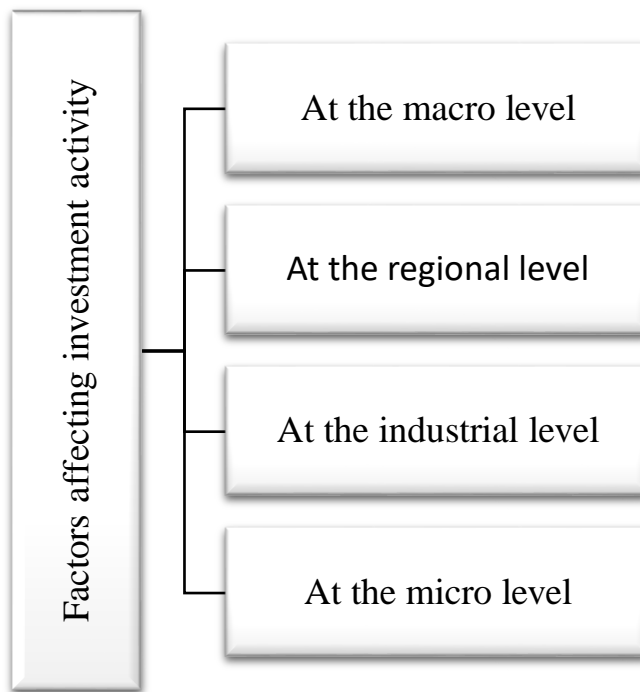 Factors affecting investment activity
At the macro level
At the regional level
At the industrial level
At the micro level